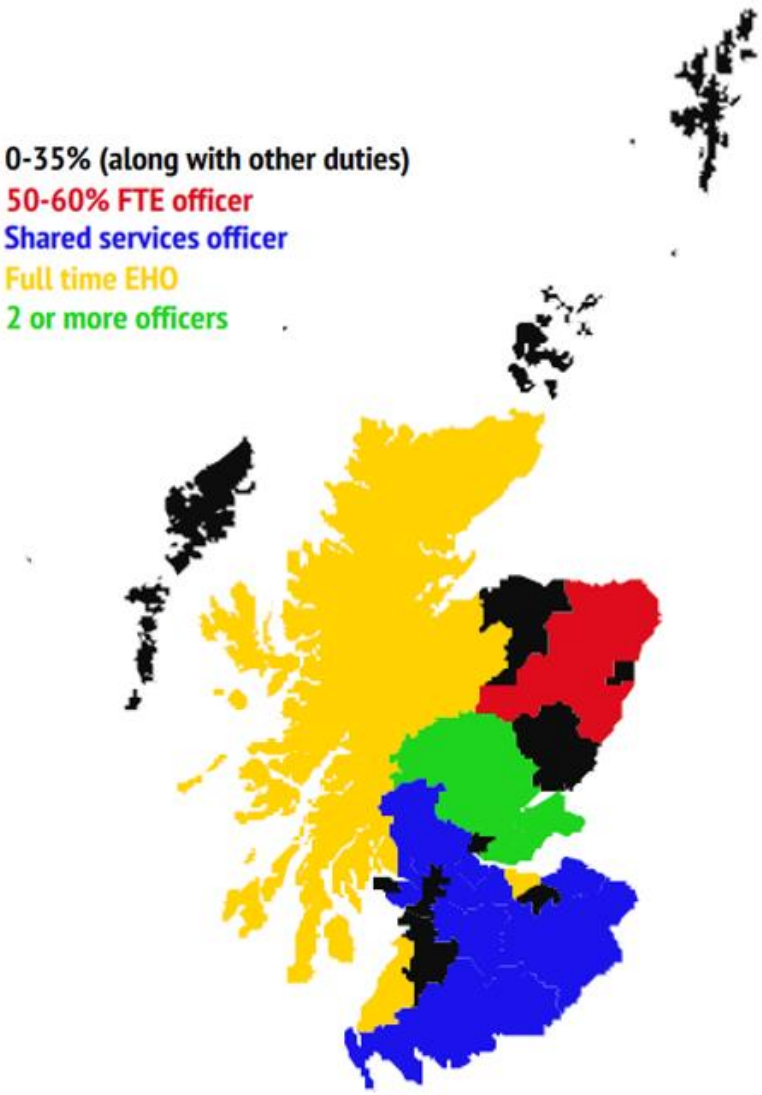 0-35% (along with other duties)
50-60% FTE officer
Shared services officer
Full time EHO
2 or more officers